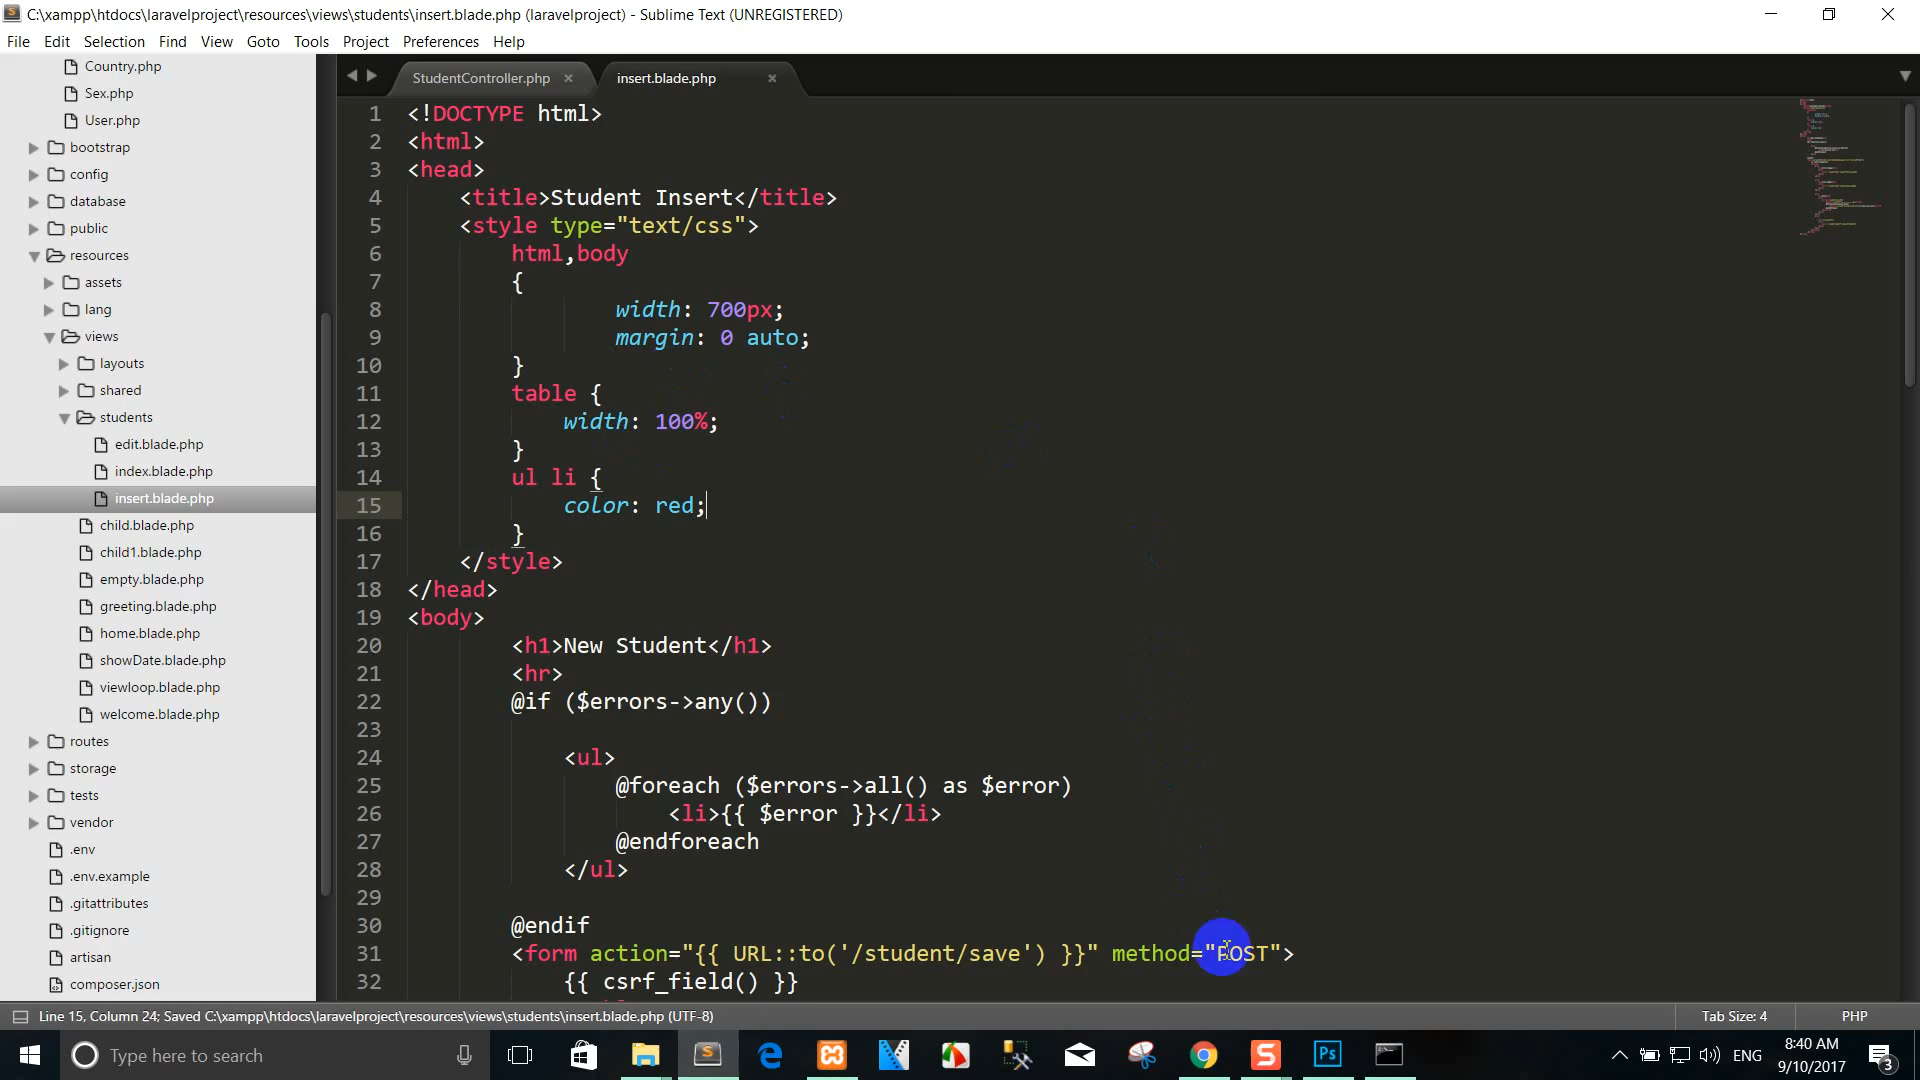 C:\xampp\htdocs\laravelproject\resources\views\students\insert.blade.php (laravelproject) - Sublime Text (UNREGISTERED)
File Edit Selection Find View Goto Tools Project Preferences Help
Country.php
Sex.php
User.php
bootstrap
config
database
public
resources
assets
lang
views
layouts
shared
students
edit.blade.php
index.blade.php
insert.blade.php
child.blade.php
child1.blade.php
empty.blade.php
greeting.blade.php
home.blade.php
showDate.blade.php
viewloop.blade.php
welcome.blade.php
routes
storage
tests
vendor
.env
.env.example
.gitattributes
.gitignore
artisan
composer.json
StudentController.php × insert.blade.php ×
1 <!DOCTYPE html>
2 <html>
3 <head>
4 <title>Student Insert</title>
5 <style type="text/css">
6 html,body
7 {
8 width: 700px;
9 margin: 0 auto;
10 }
11 table {
12 width: 100%;
13 }
14 ul li {
15 color: red;
16 }
17 </style>
18 </head>
19 <body>
20 <h1>New Student</h1>
21 <hr>
22 @if ($errors->any())
23
24 <ul>
25 @foreach ($errors->all() as $error)
26 <li>{{ $error }}</li>
27 @endforeach
28 </ul>
29
30 @endif
31 <form action="{{ URL::to('/student/save') }}" method="POST">
32 {{ csrf_field() }}
Line 15, Column 24; Saved C:\xampp\htdocs\laravelproject\resources\views\students\insert.blade.php (UTF-8) Tab Size: 4 PHP
Type here to search ENG 8:40 AM
9/10/2017 3